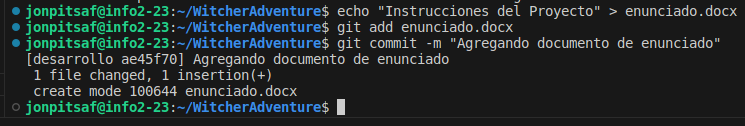 jonpitsaf@info2-23:~/WitcherAdventure$ echo "Instrucciones del Proyecto" > enunciado.docx
jonpitsaf@info2-23:~/WitcherAdventure$ git add enunciado.docx
jonpitsaf@info2-23:~/WitcherAdventure$ git commit -m "Agregando documento de enunciado"
[desarrollo ae45f70] Agregando documento de enunciado
 1 file changed, 1 insertion(+)
 create mode 100644 enunciado.docx
jonpitsaf@info2-23:~/WitcherAdventure$